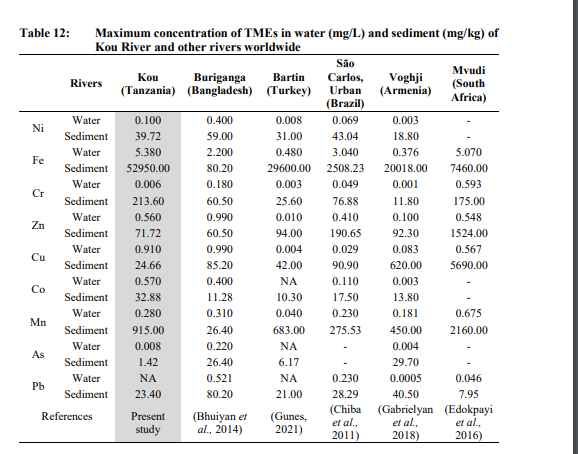 Table 12: Maximum concentration of TMEs in water (mg/L) and sediment (mg/kg) of
Kou River and other rivers worldwide
Rivers Kou (Tanzania) Buriganga (Bangladesh) Bartin (Turkey) São Carlos, Urban (Brazil) Voghji (Armenia) Mvudi (South Africa)
Ni Water 0.100 0.400 0.008 0.069 0.003 -
Sediment 39.72 59.00 31.00 43.04 18.80 -
Fe Water 5.380 2.200 0.480 3.040 0.376 5.070
Sediment 52950.00 80.20 29600.00 2508.23 20018.00 7460.00
Cr Water 0.006 0.180 0.003 0.049 0.001 0.593
Sediment 213.60 60.50 25.60 76.88 11.80 175.00
Zn Water 0.560 0.990 0.010 0.410 0.100 0.548
Sediment 71.72 60.50 94.00 190.65 92.30 1524.00
Cu Water 0.910 0.990 0.004 0.029 0.083 0.567
Sediment 24.66 85.20 42.00 90.90 620.00 5690.00
Co Water 0.570 0.400 NA 0.110 0.003 -
Sediment 32.88 11.28 10.30 17.50 13.80 -
Mn Water 0.280 0.310 0.040 0.230 0.181 0.675
Sediment 915.00 26.40 683.00 275.53 450.00 2160.00
As Water 0.008 0.220 NA - 0.004 -
Sediment 1.42 26.40 6.17 - 29.70 -
Pb Water NA 0.521 NA 0.230 0.0005 0.046
Sediment 23.40 80.20 21.00 28.29 40.50 7.95
References Present study (Bhuiyan et al., 2014) (Gunes, 2021) (Chiba et al., 2011) (Gabrielyan et al., 2018) (Edokpayi et al., 2016)